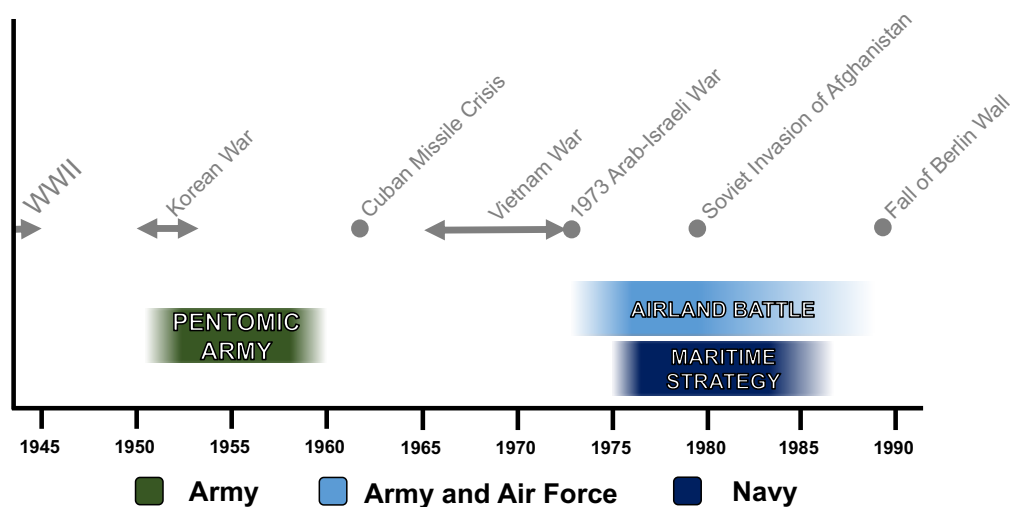 WWII
Korean War
Cuban Missile Crisis
Vietnam War
1973 Arab-Israeli War
Soviet Invasion of Afghanistan
Fall of Berlin Wall
PENTOMIC
ARMY
AIRLAND BATTLE
MARITIME
STRATEGY
1945 1950 1955 1960 1965 1970 1975 1980 1985 1990
Army Army and Air Force Navy